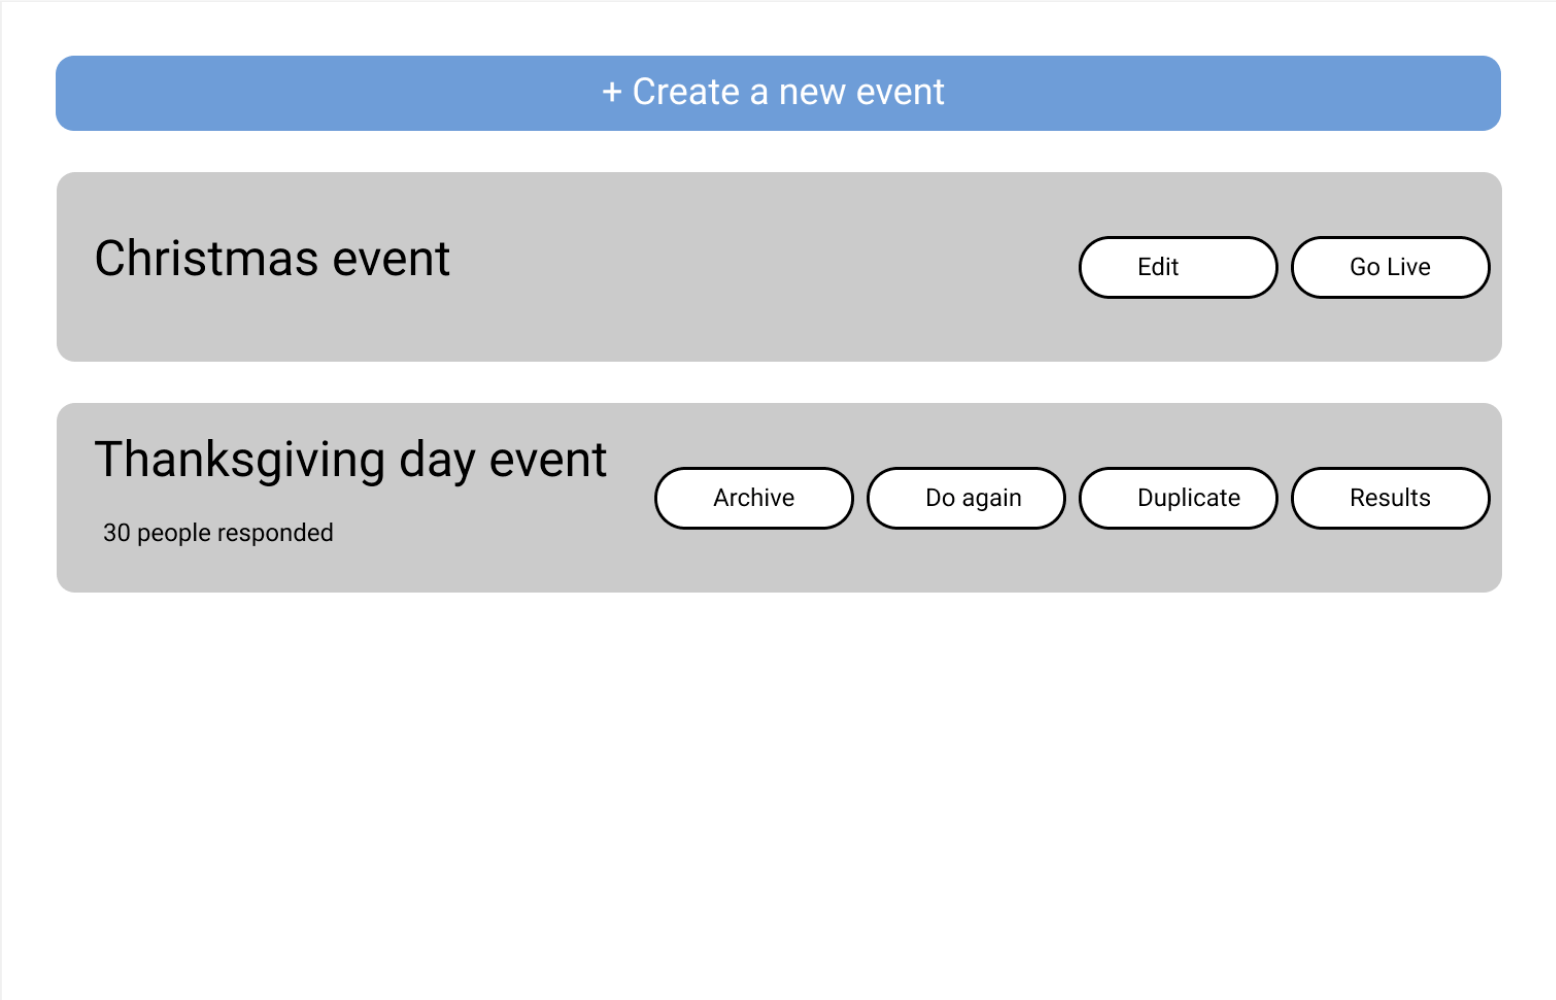 + Create a new event
Christmas event
Edit
Go Live
Thanksgiving day event
30 people responded
Archive
Do again
Duplicate
Results